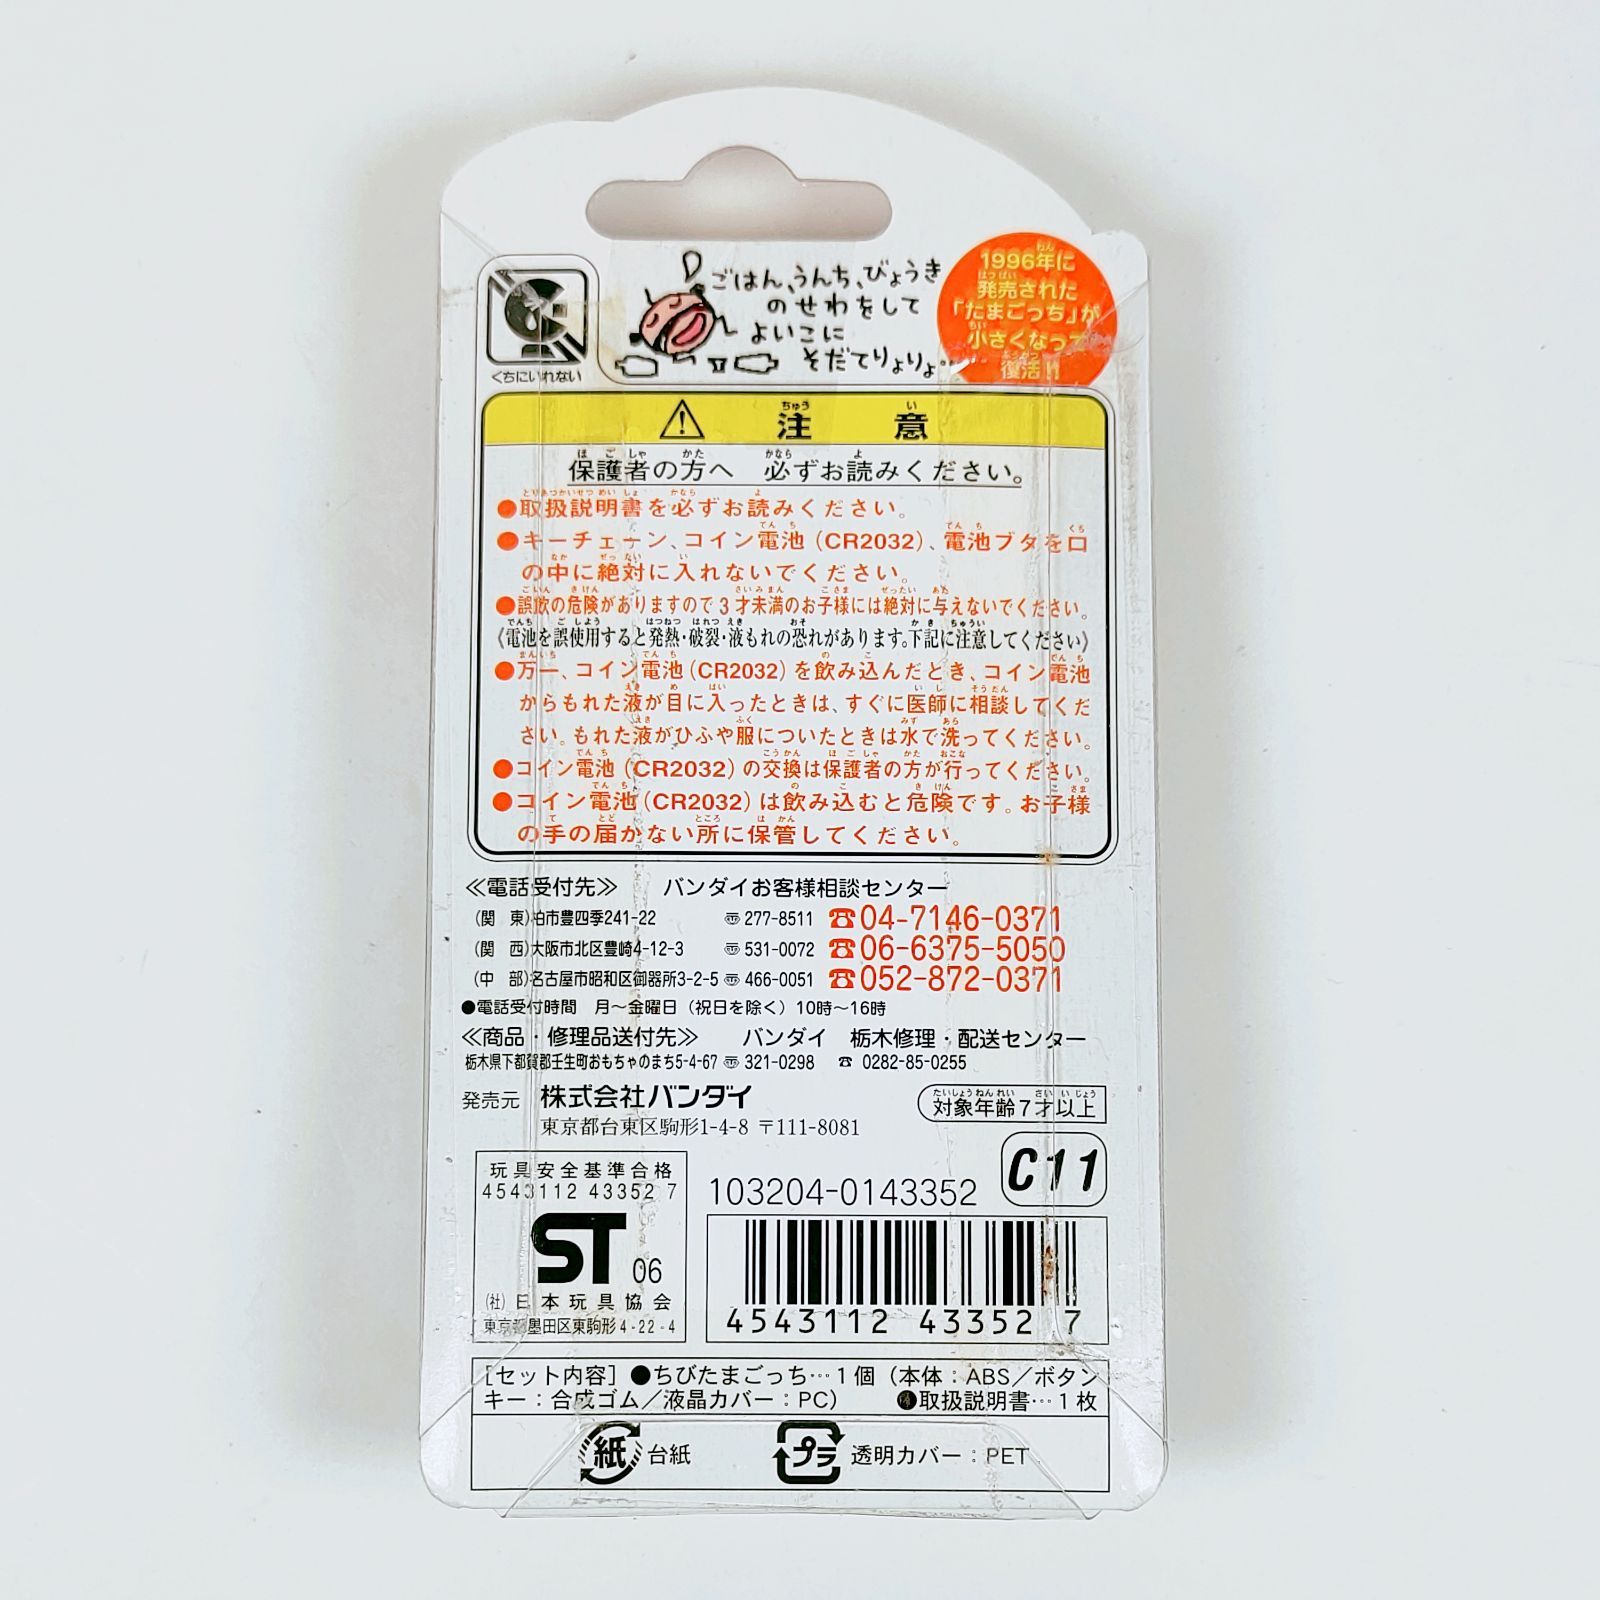 ごはん、うんち、びょうき
のせわをして
よいこに
そだてりょりょ…
1996年に
発売された
「たまごっち」が
小さくなって
復活!!
くちにいれない
注意
保護者の方へ 必ずお読みください。
●取扱説明書を必ずお読みください。
●キーチェーン、コイン電池(CR2032)、電池ブタを口
の中に絶対に入れないでください。
●誤飲の危険がありますので3才未満のお子様には絶対に与えないでください。
《電池を誤使用すると発熱・破裂・液もれの恐れがあります。下記に注意してください》
●万一、コイン電池(CR2032)を飲み込んだとき、コイン電池
からもれた液が目に入ったときは、すぐに医師に相談してくだ
さい。もれた液がひふや服についたときは水で洗ってください。
●コイン電池(CR2032)の交換は保護者の方が行ってください。
●コイン電池(CR2032)は飲み込むと危険です。お子様
の手の届かない所に保管してください。
≪電話受付先≫ バンダイお客様相談センター
(関 東)柏市豊四季241-22 〒277-8511 ☎04-7146-0371
(関 西)大阪市北区豊崎4-12-3 〒531-0072 ☎06-6375-5050
(中 部)名古屋市昭和区御器所3-2-5 〒466-0051 ☎052-872-0371
●電話受付時間 月〜金曜日(祝日を除く)10時〜16時
≪商品・修理品送付先≫ バンダイ 栃木修理・配送センター
栃木県下都賀郡壬生町おもちゃのまち5-4-67 〒321-0298 ☎ 0282-85-0255
発売元 株式会社バンダイ
東京都台東区駒形1-4-8 〒111-8081
対象年齢7才以上
C11
玩具安全基準合格
4543112 43352 7
ST 06
(社)日本玩具協会
東京都墨田区東駒形4-22-4
103204-0143352
4543112 43352 7
[セット内容]●ちびたまごっち…1個(本体:ABS/ボタン
キー:合成ゴム/液晶カバー:PC) ●取扱説明書…1枚
紙 台紙 プラ 透明カバー:PET